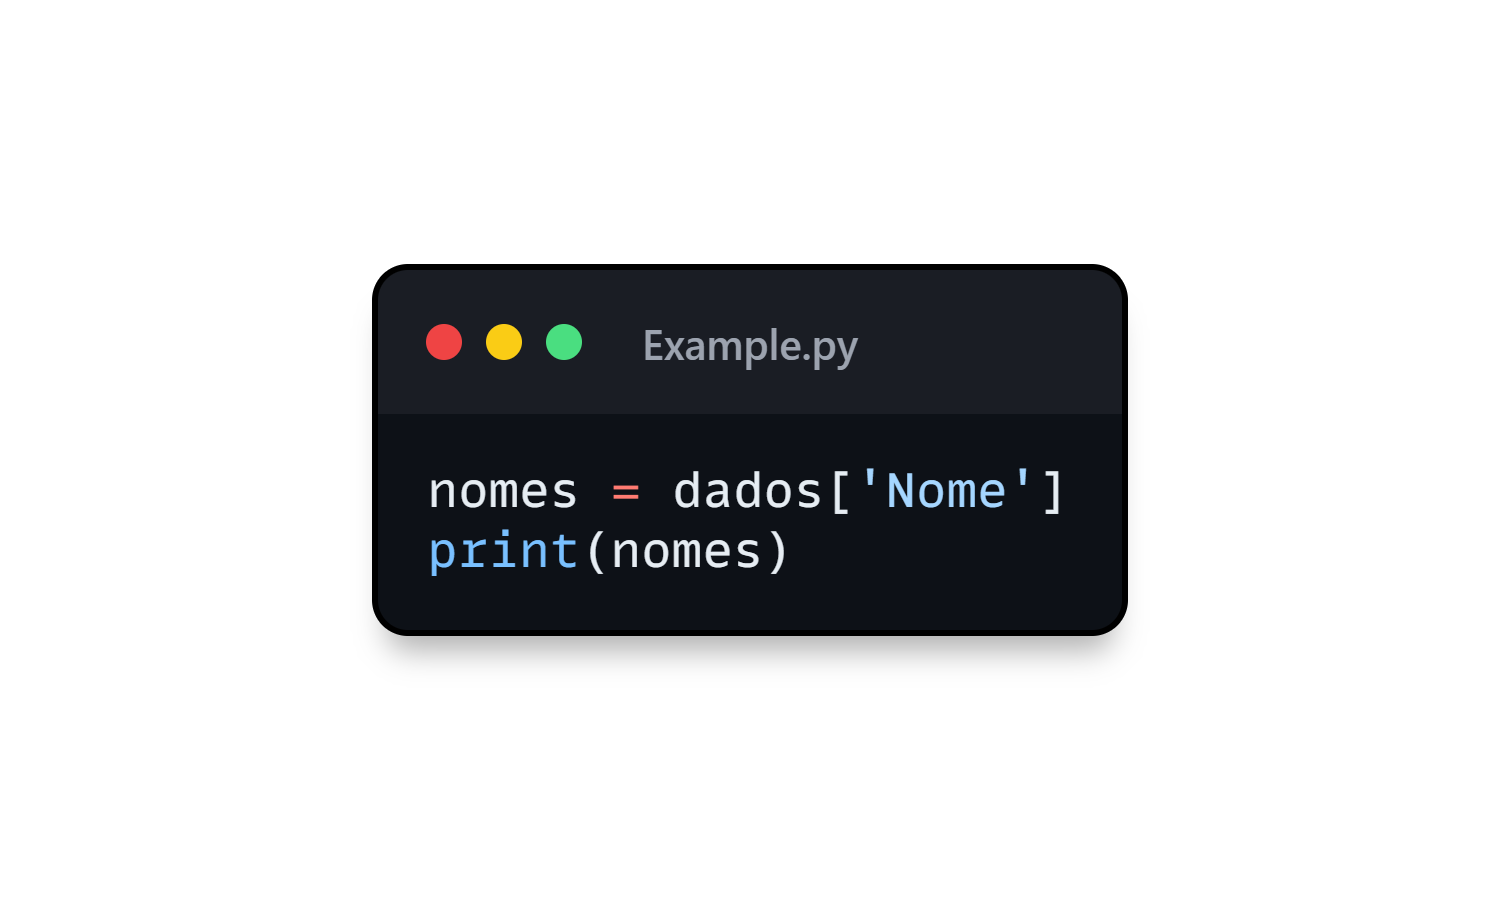 Example.py
nomes = dados['Nome']
print(nomes)